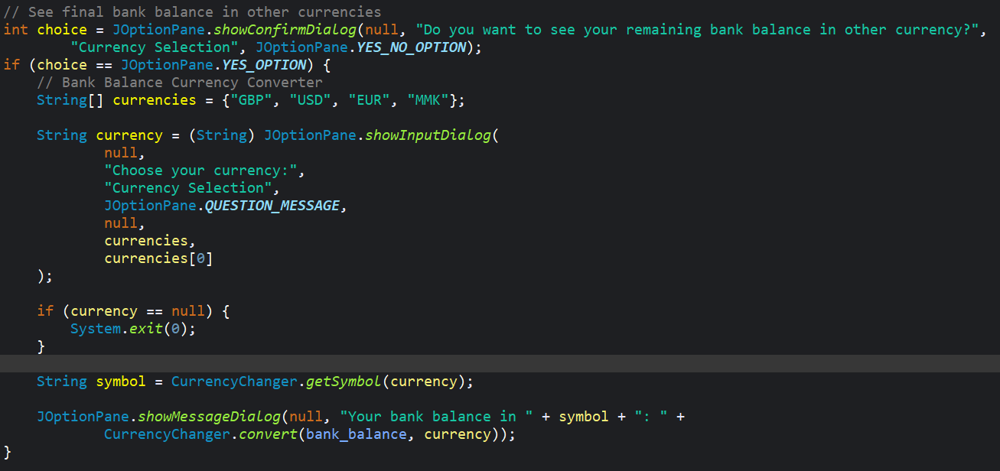 // See final bank balance in other currencies
int choice = JOptionPane.showConfirmDialog(null, "Do you want to see your remaining bank balance in other currency?",
        "Currency Selection", JOptionPane.YES_NO_OPTION);
if (choice == JOptionPane.YES_OPTION) {
    // Bank Balance Currency Converter
    String[] currencies = {"GBP", "USD", "EUR", "MMK"};

    String currency = (String) JOptionPane.showInputDialog(
            null,
            "Choose your currency:",
            "Currency Selection",
            JOptionPane.QUESTION_MESSAGE,
            null,
            currencies,
            currencies[0]
    );

    if (currency == null) {
        System.exit(0);
    }

    String symbol = CurrencyChanger.getSymbol(currency);

    JOptionPane.showMessageDialog(null, "Your bank balance in " + symbol + ": " +
            CurrencyChanger.convert(bank_balance, currency));
}